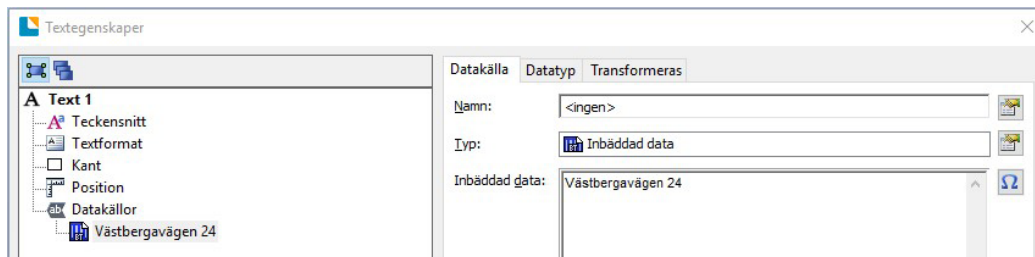 Textegenskaper
Text 1
Teckensnitt
Textformat
Kant
Position
Datakällor
Västbergavägen 24
Datakälla Datatyp Transformeras
Namn: <ingen>
Typ: Inbäddad data
Inbäddad data: Västbergavägen 24